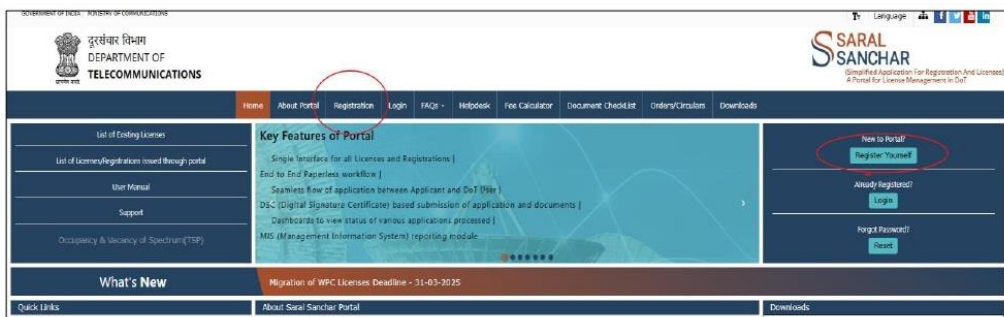 GOVERNMENT OF INDIA MINISTRY OF COMMUNICATIONS
Language
दूरसंचार विभाग
DEPARTMENT OF
TELECOMMUNICATIONS
SARAL
SANCHAR
(Simplified Application For Registration And Licenses)
A Portal for License Management in DoT
Home About Portal Registration Login FAQs Helpdesk Fee Calculator Document CheckList Orders/Circulars Downloads
List of Existing Licenses
List of Licenses/Registrations issued through portal
User Manual
Support
Occupancy & Vacancy of Spectrum(TSP)
Key Features of Portal
Single Interface for all Licenses and Registrations |
End to End Paperless workflow |
Seamless flow of application between Applicant and DoT User |
DSC (Digital Signature Certificate) based submission of application and documents |
Dashboards to view status of various applications processed |
MIS (Management Information System) reporting module
New to Portal?
Register Yourself
Already Registered?
Login
Forgot Password?
Reset
What's New
Migration of WPC Licenses Deadline - 31-03-2025
Quick Links
About Saral Sanchar Portal
Downloads